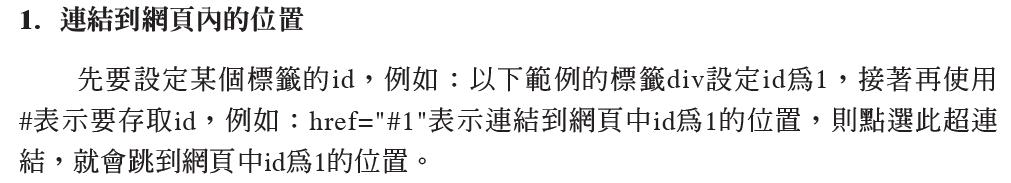 1. 連結到網頁內的位置
先要設定某個標籤的id，例如：以下範例的標籤div設定id為1，接著再使用
#表示要存取id，例如：href="#1"表示連結到網頁中id為1的位置，則點選此超連
結，就會跳到網頁中id為1的位置。